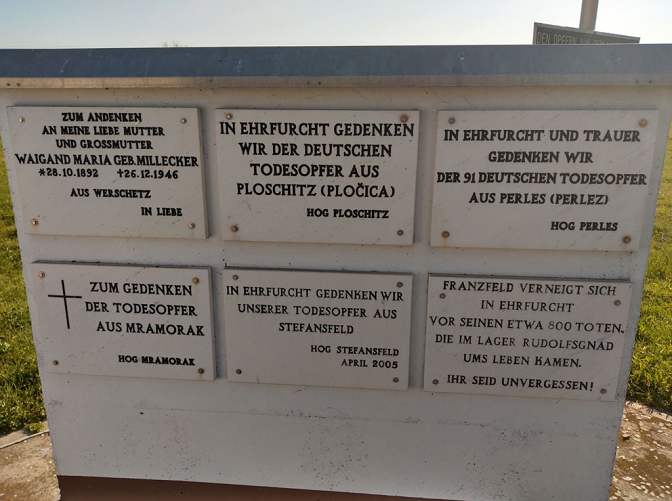 DEN OPFERN
ZUM ANDENKEN
AN MEINE LIEBE MUTTER
UND GROSSMUTTER
WAIGAND MARIA GEB. MILLECKER
*28.10.1892 +26.12.1946
AUS WERSCHETZ
IN LIEBE
IN EHRFURCHT GEDENKEN
WIR DER DEUTSCHEN
TODESOPFER AUS
PLOSCHITZ (PLOČICA)
HOG PLOSCHITZ
IN EHRFURCHT UND TRAUER
GEDENKEN WIR
DER 91 DEUTSCHEN TODESOPFER
AUS PERLES (PERLEZ)
HOG PERLES
ZUM GEDENKEN
DER TODESOPFER
AUS MRAMORAK
HOG MRAMORAK
IN EHRFURCHT GEDENKEN WIR
UNSERER TODESOPFER AUS
STEFANSFELD
HOG STEFANSFELD
APRIL 2005
FRANZFELD VERNEIGT SICH
IN EHRFURCHT
VOR SEINEN ETWA 800 TOTEN,
DIE IM LAGER RUDOLFSGNAD
UMS LEBEN KAMEN.
IHR SEID UNVERGESSEN!